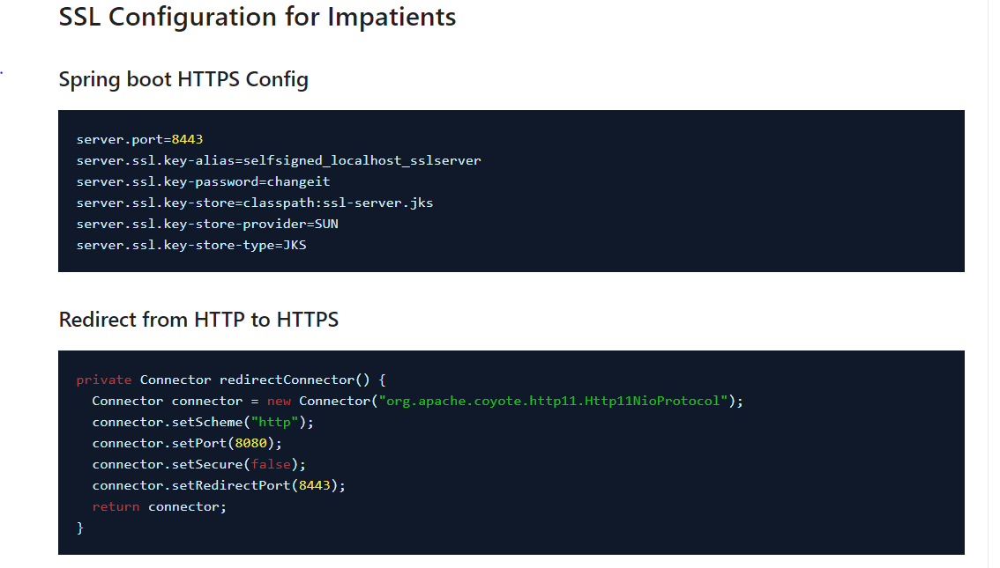 SSL Configuration for Impatients
Spring boot HTTPS Config
server.port=8443
server.ssl.key-alias=selfsigned_localhost_sslserver
server.ssl.key-password=changeit
server.ssl.key-store=classpath:ssl-server.jks
server.ssl.key-store-provider=SUN
server.ssl.key-store-type=JKS
Redirect from HTTP to HTTPS
private Connector redirectConnector() {
  Connector connector = new Connector("org.apache.coyote.http11.Http11NioProtocol");
  connector.setScheme("http");
  connector.setPort(8080);
  connector.setSecure(false);
  connector.setRedirectPort(8443);
  return connector;
}